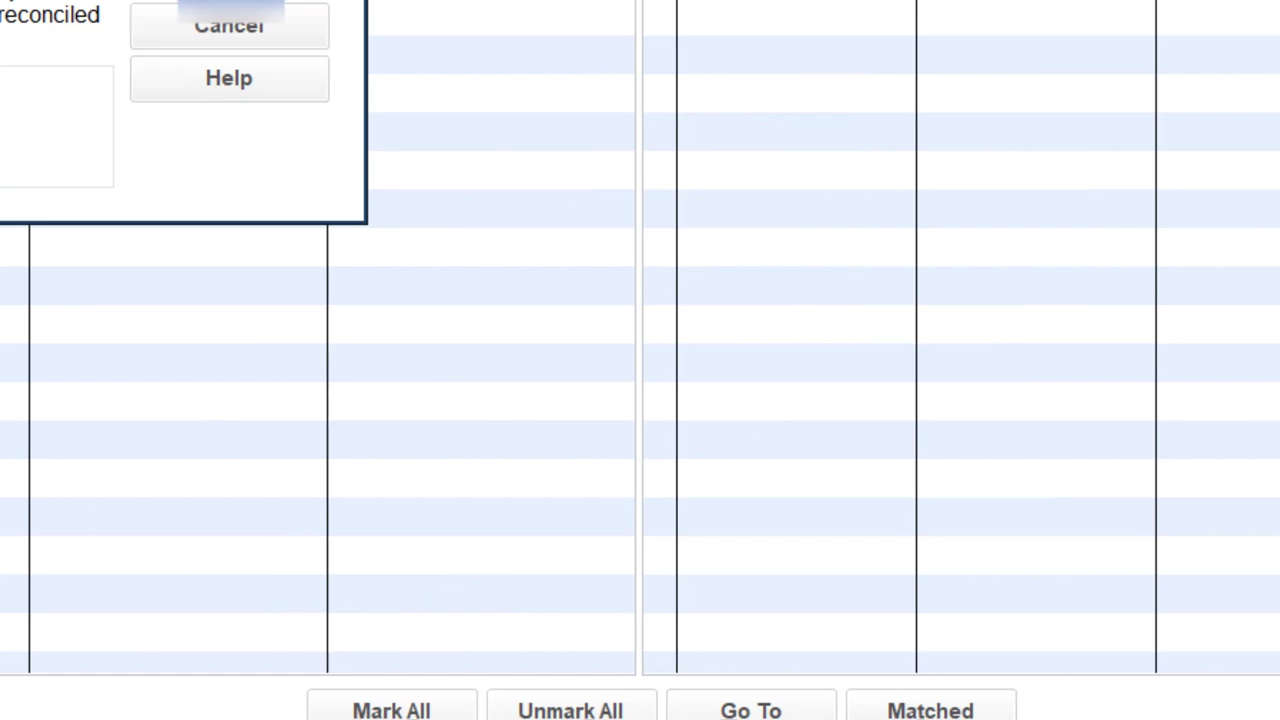 reconciled
Cancel
Help
Mark All
Unmark All
Go To
Matched